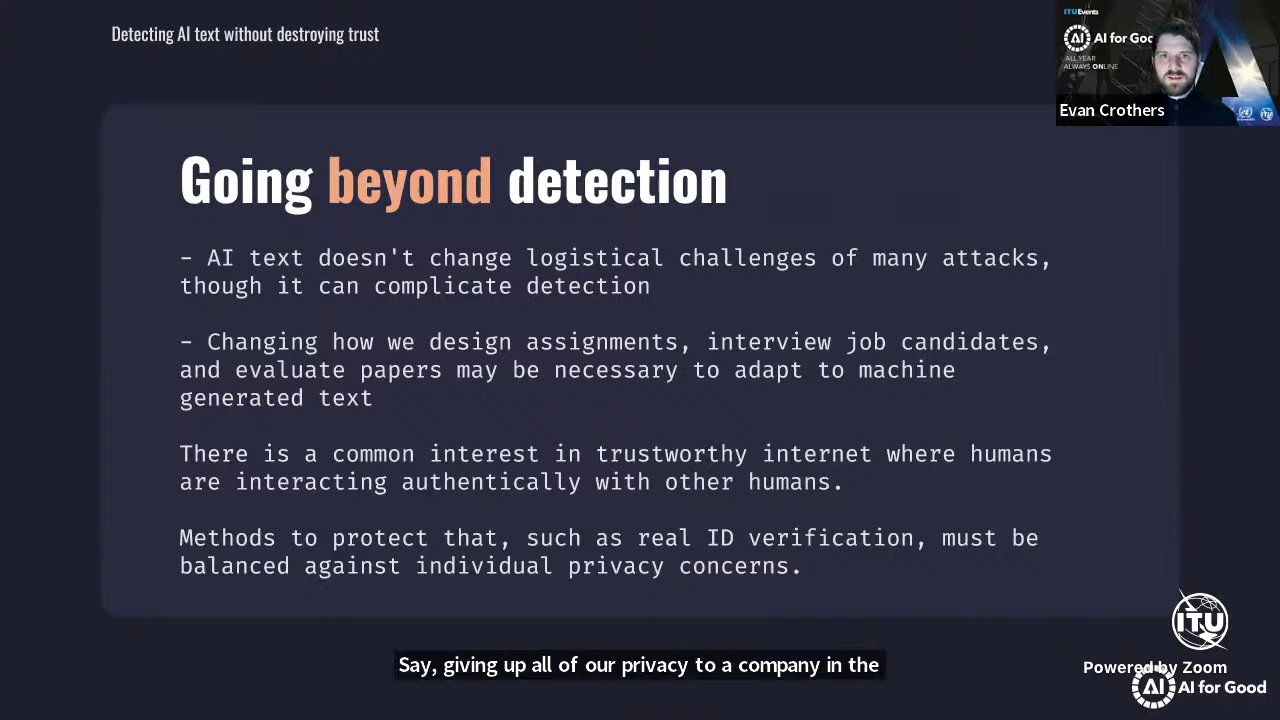 Detecting AI text without destroying trust
ITUEvents
AI for Goo
ALL YEAR
ALWAYS ONLINE
Evan Crothers
Going beyond detection
- AI text doesn't change logistical challenges of many attacks,
though it can complicate detection
- Changing how we design assignments, interview job candidates,
and evaluate papers may be necessary to adapt to machine
generated text
There is a common interest in trustworthy internet where humans
are interacting authentically with other humans.
Methods to protect that, such as real ID verification, must be
balanced against individual privacy concerns.
ITU
Say, giving up all of our privacy to a company in the
Powered by Zoom
AI AI for Good